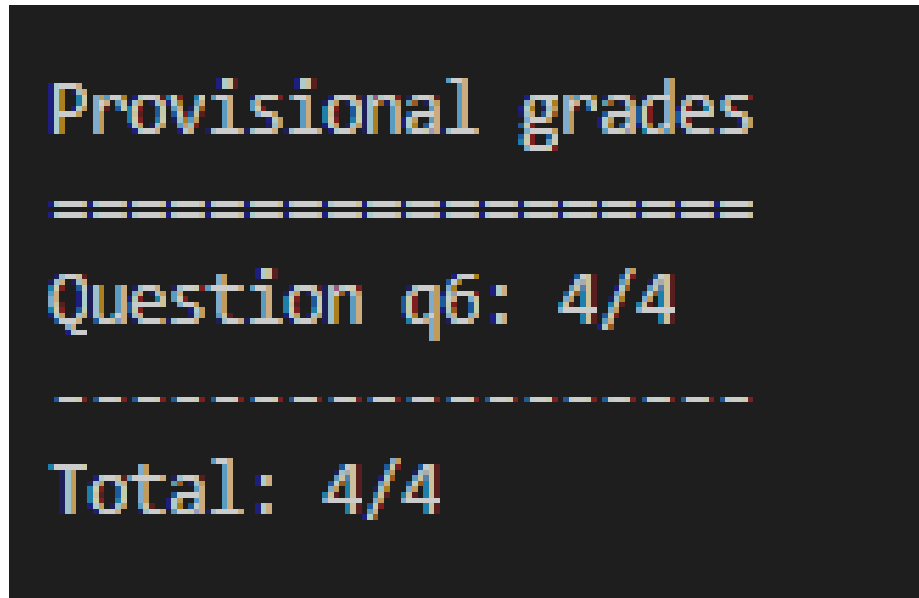 Provisional grades
==================
Question q6: 4/4
------------------
Total: 4/4